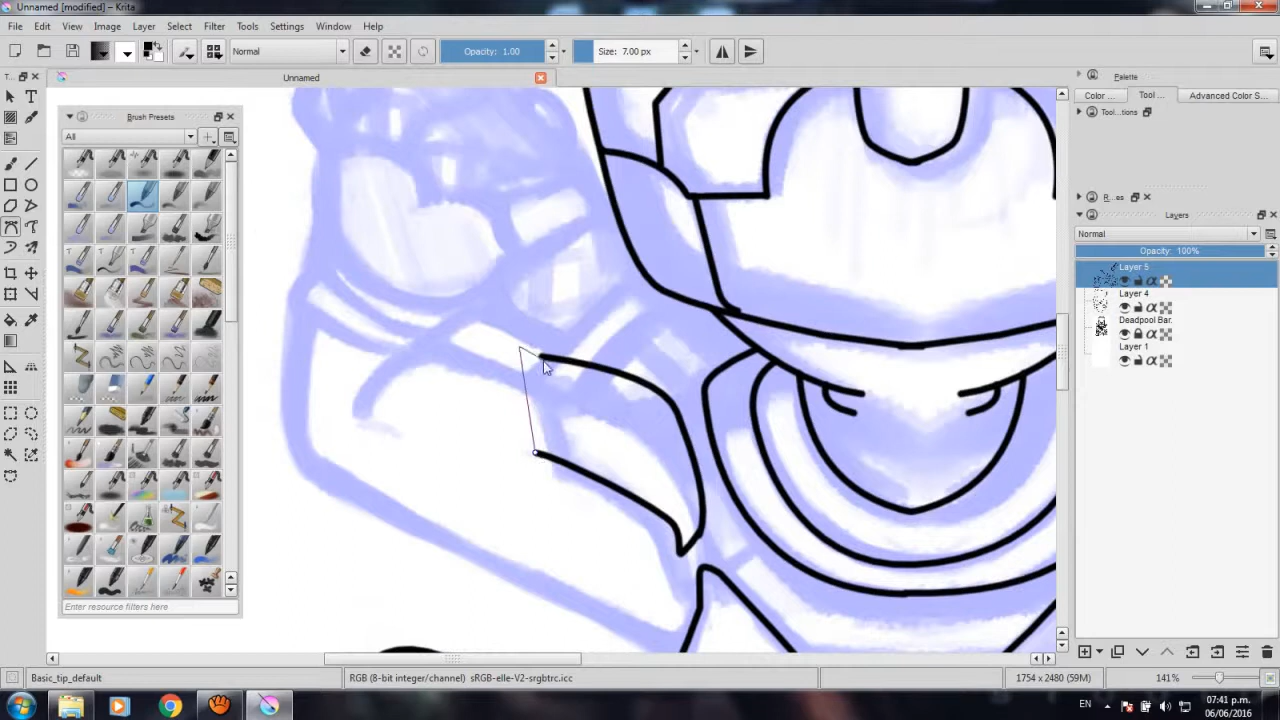 Unnamed [modified] – Krita
File Edit View Image Layer Select Filter Tools Settings Window Help
Normal Opacity: 1.00 Size: 7.00 px
Unnamed
Palette
T...
Brush Presets
Color ... Tool ... Advanced Color S...
Tool...tions
All
R...es
Layers
Normal
Opacity: 100%
Layer 5
Layer 4
Deadpool Bar.
Layer 1
Enter resource filters here
Basic_tip_default RGB (8-bit integer/channel) sRGB-elle-V2-srgbtrc.icc 1754 x 2480 (59M) 141%
EN 07:41 p.m.
06/06/2016